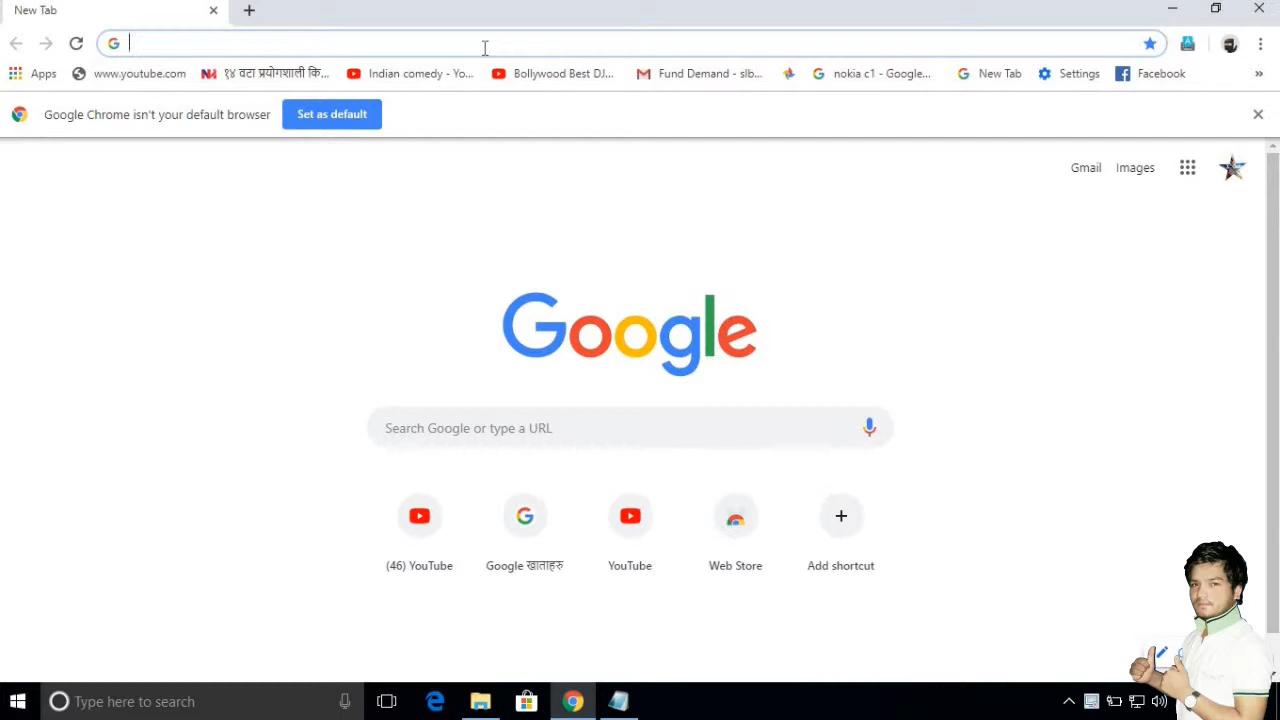 New Tab
www.youtube.com
१४ वटा प्रयोगशाली कि...
Indian comedy - Yo...
Bollywood Best DJ...
Fund Demand - slb...
nokia c1 - Google...
New Tab
Settings
Facebook
Apps
Google Chrome isn't your default browser
Set as default
Gmail
Images
Google
Search Google or type a URL
(46) YouTube
Google खाताहरु
YouTube
Web Store
Add shortcut
Type here to search